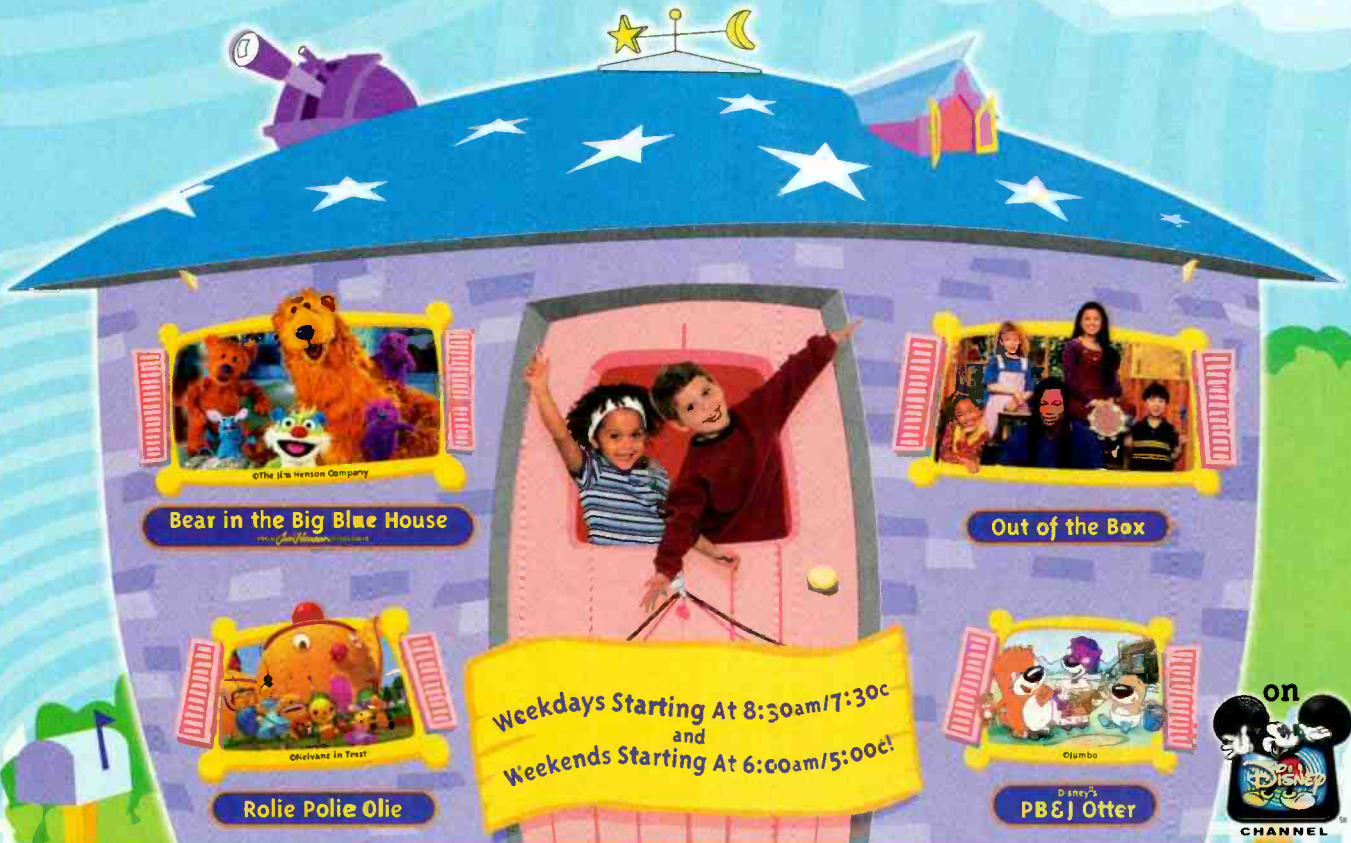 ©The Jim Henson Company
Bear in the Big Blue House
Jim Henson
Out of the Box
Weekdays Starting At 8:30am/7:30c
and
Weekends Starting At 6:00am/5:00c!
©Nelvana in Trust
Rolie Polie Olie
©Jumbo
Disney's
PB&J Otter
on
Disney
CHANNEL